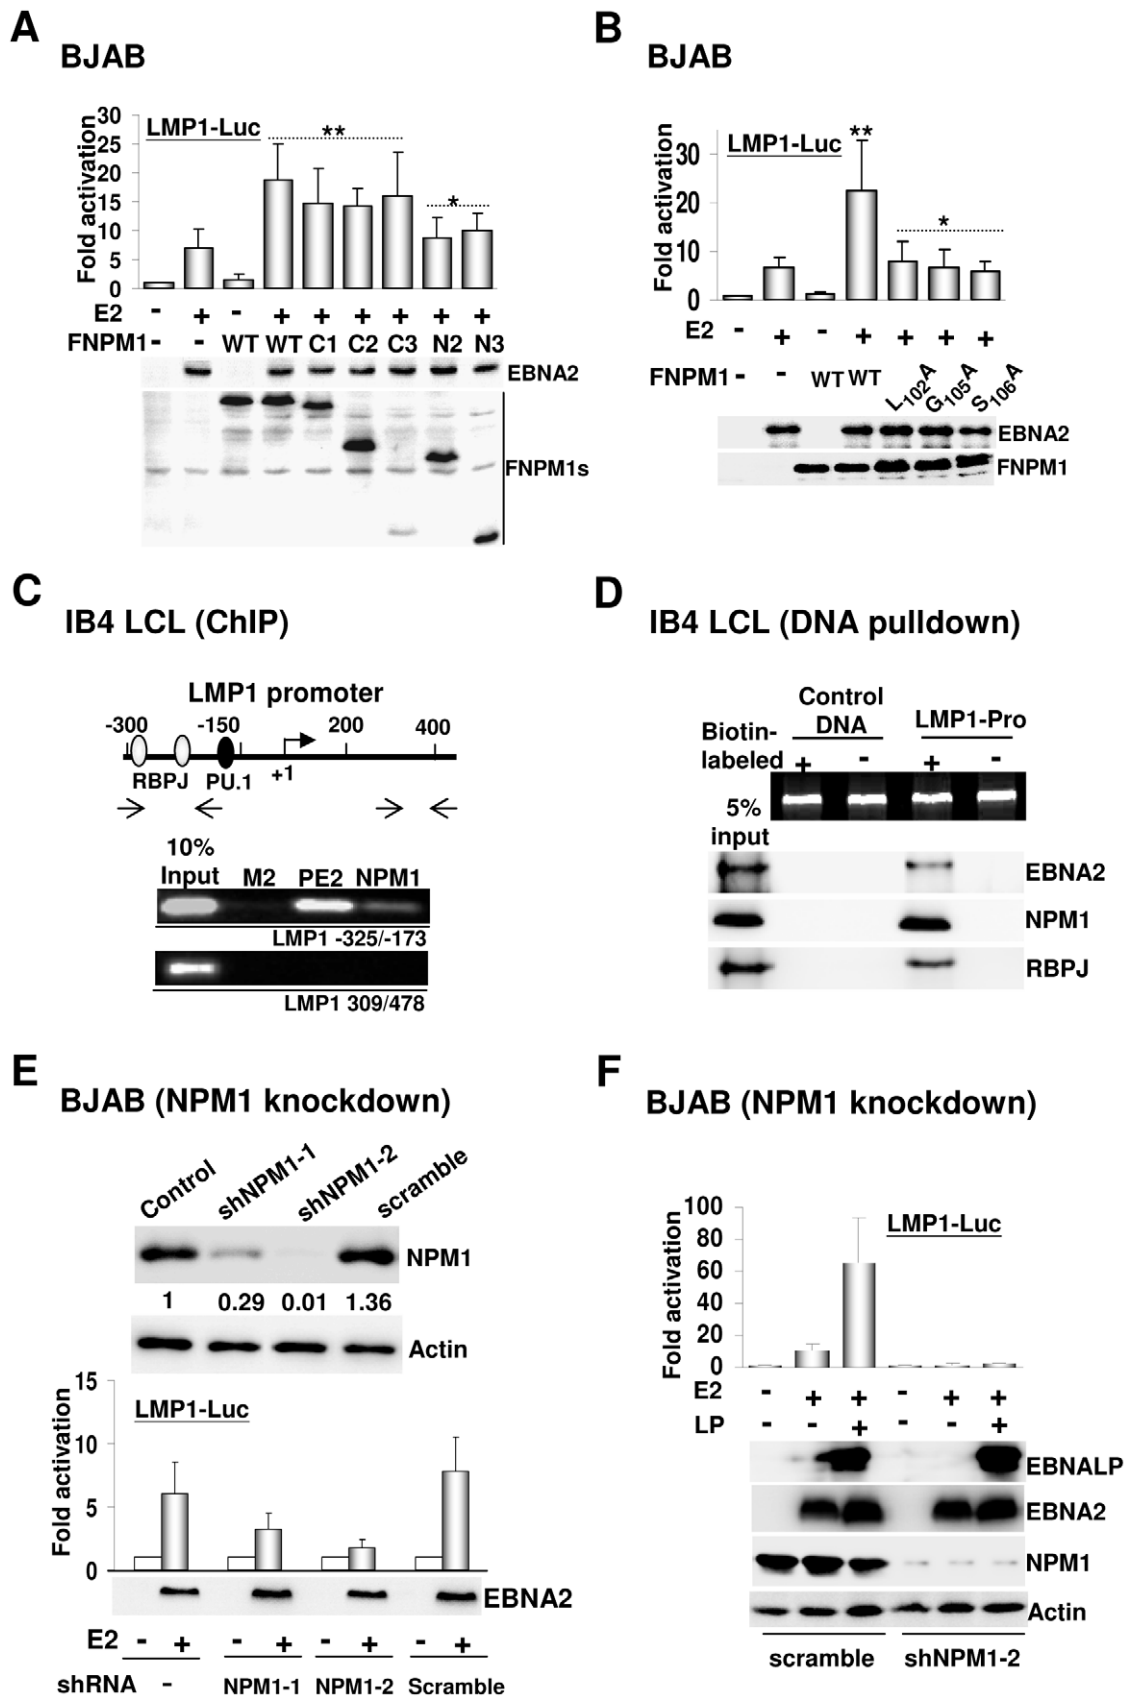 A
BJAB
LMP1-Luc
**
*
Fold activation
30
25
20
15
10
5
0
E2 - + - + + + + + +
FNPM1 - - WT WT C1 C2 C3 N2 N3
EBNA2
FNPM1s
B
BJAB
LMP1-Luc
**
*
Fold activation
30
20
10
0
E2 - + - + + + +
FNPM1 - - WT WT L102A G105A S106A
EBNA2
FNPM1
C
IB4 LCL (ChIP)
LMP1 promoter
-300 -150 200 400
RBPJ PU.1 +1
10%
Input M2 PE2 NPM1
LMP1 -325/-173
LMP1 309/478
D
IB4 LCL (DNA pulldown)
Control
DNA
LMP1-Pro
Biotin-
labeled + - + -
5%
input
EBNA2
NPM1
RBPJ
E
BJAB (NPM1 knockdown)
Control shNPM1-1 shNPM1-2 scramble
NPM1
1 0.29 0.01 1.36
Actin
LMP1-Luc
Fold activation
15
10
5
0
EBNA2
E2 - + - + - + - +
shRNA - NPM1-1 NPM1-2 Scramble
F
BJAB (NPM1 knockdown)
LMP1-Luc
Fold activation
100
80
60
40
20
0
E2 - + + - + +
LP - - + - - +
EBNALP
EBNA2
NPM1
Actin
scramble shNPM1-2